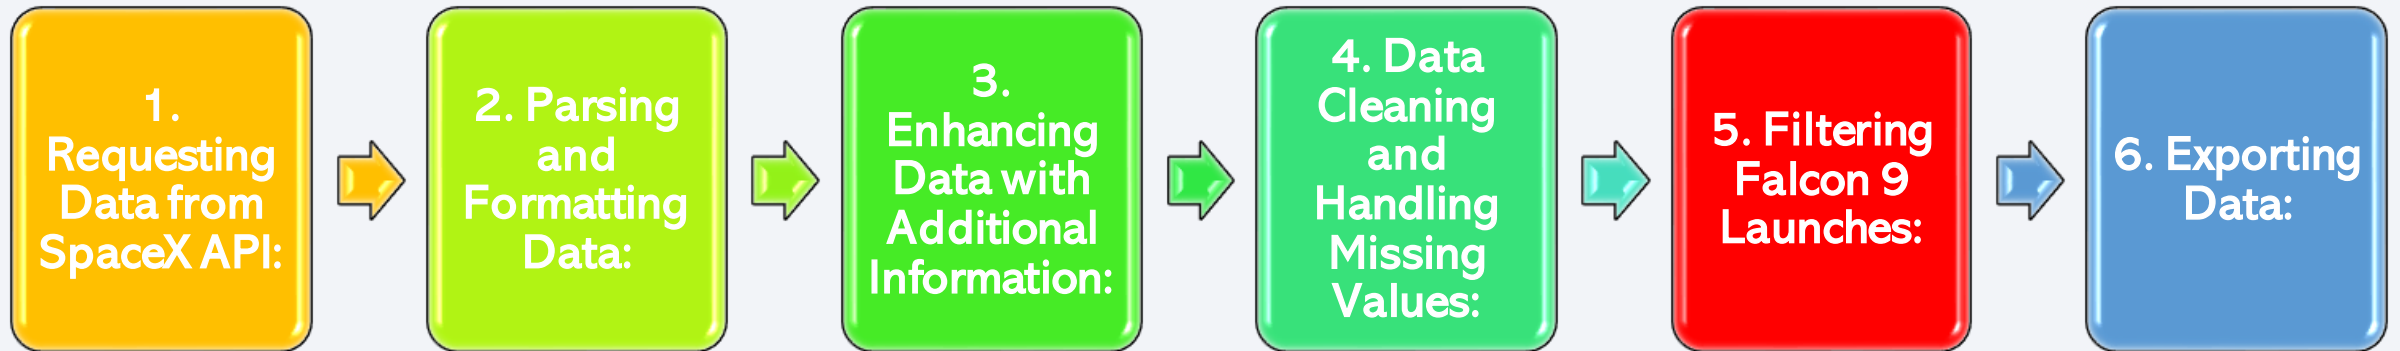 1.
Requesting
Data from
SpaceX API:
2. Parsing
and
Formatting
Data:
3.
Enhancing
Data with
Additional
Information:
4. Data
Cleaning
and
Handling
Missing
Values:
5. Filtering
Falcon 9
Launches:
6. Exporting
Data: